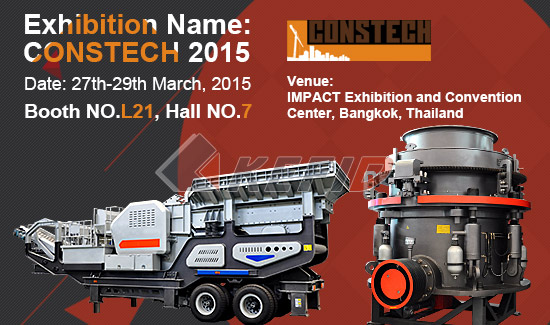 Exhibition Name:
CONSTECH 2015
Date: 27th-29th March, 2015
Booth NO.L21, Hall NO.7
CONSTECH
Venue:
IMPACT Exhibition and Convention
Center, Bangkok, Thailand